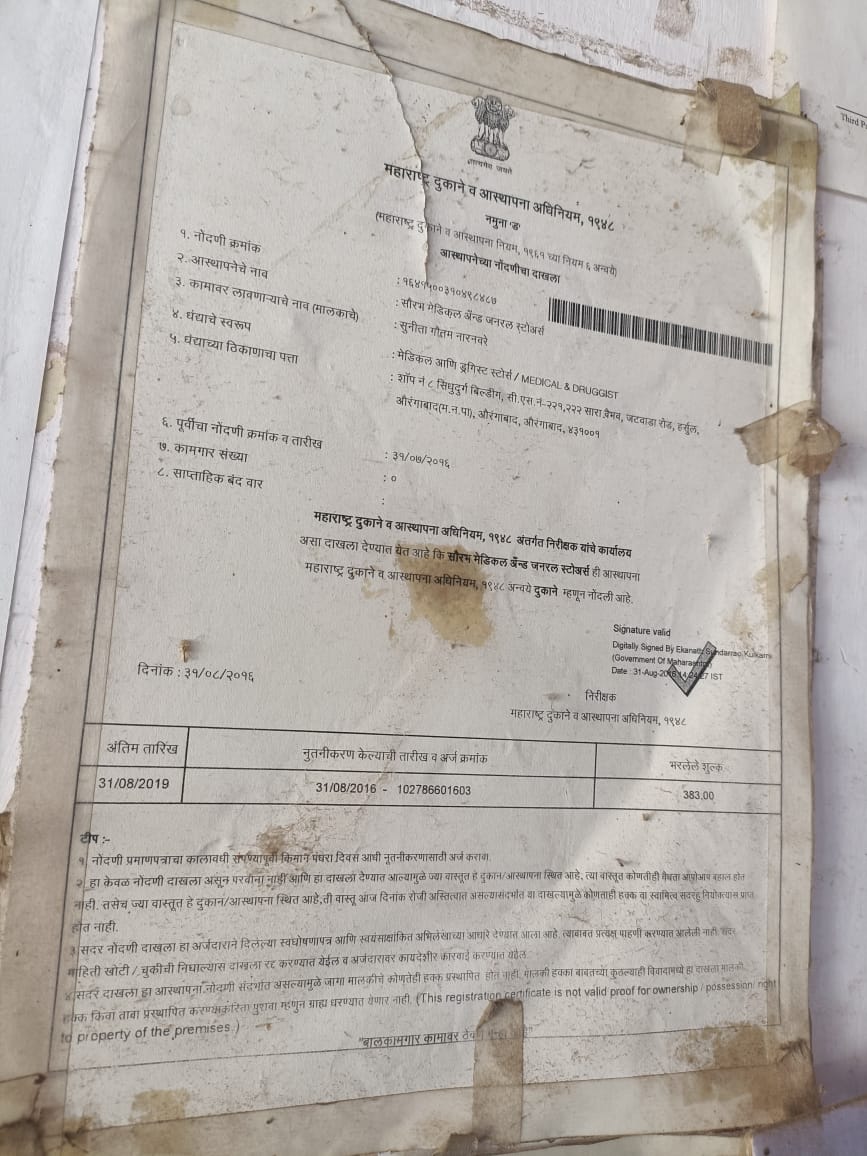 सत्यमेव जयते
महाराष्ट्र दुकाने व आस्थापना अधिनियम, १९४८
नमुना 'ड'
(महाराष्ट्र दुकाने व आस्थापना नियम, १९६१ च्या नियम ६ अन्वये)
आस्थापनेच्या नोंदणीचा दाखला
१. नोंदणी क्रमांक
२. आस्थापनेचे नाव : सौरभ मेडिकल ॲन्ड जनरल स्टोअर्स
३. कामावर लावणाऱ्याचे नाव (मालकाचे) : सुनीता गौतम नारनवरे
४. धंद्याचे स्वरूप : मेडिकल आणि ड्रगिस्ट स्टोर्स / MEDICAL & DRUGGIST
५. धंद्याच्या ठिकाणाचा पत्ता : शॉप नं ८ सिधुदुर्ग बिल्डींग, सी.एस.नं-२२१,२२२ सारा वैभव, जटवाडा रोड, हर्सुल,
औरंगाबाद(म.न.पा), औरंगाबाद, औरंगाबाद, ४३१००१
६. पूर्वीचा नोंदणी क्रमांक व तारीख : ३१/०७/२०१६
७. कामगार संख्या : ०
८. साप्ताहिक बंद वार :
महाराष्ट्र दुकाने व आस्थापना अधिनियम, १९४८ अंतर्गत निरीक्षक यांचे कार्यालय
असा दाखला देण्यात येत आहे कि सौरभ मेडिकल ॲन्ड जनरल स्टोअर्स ही आस्थापना
महाराष्ट्र दुकाने व आस्थापना अधिनियम, १९४८ अन्वये दुकाने म्हणून नोंदली आहे.
Signature valid
Digitally Signed By Ekanath Sundarrao Kulkarni
(Government Of Maharashtra)
Date : 31-Aug-2016 14:24:27 IST
दिनांक : ३१/०८/२०१६
निरीक्षक
महाराष्ट्र दुकाने व आस्थापना अधिनियम, १९४८
अंतिम तारिख नुतनीकरण केल्याची तारीख व अर्ज क्रमांक भरलेले शुल्क
31/08/2019 31/08/2016 - 102786601603 383.00
टीप :-
१. नोंदणी प्रमाणपत्राचा कालावधी संपण्यापूर्वी किमान पंधरा दिवस आधी नूतनीकरणासाठी अर्ज करावा.
२. हा केवळ नोंदणी दाखला असून परवाना नाही आणि हा दाखला देण्यात आल्यामुळे ज्या वास्तूत हे दुकान/आस्थापना स्थित आहे, त्या वास्तूत कोणतीही वैधता आपोआप बहाल होत
नाही. तसेच ज्या वास्तूत हे दुकान/आस्थापना स्थित आहे,ती वास्तू आज दिनांक रोजी अस्तित्वात असल्यासंदर्भात या दाखल्यामुळे कोणताही हक्क वा स्वामित्व सदरहू नियोक्त्यास प्राप्त
होत नाही.
३ सदर नोंदणी दाखला हा अर्जदाराने दिलेल्या स्वघोषणापत्र आणि स्वयंसाक्षांकित अभिलेखाच्या आधारे देण्यात आला आहे. त्याबाबत प्रत्यक्ष पाहणी करण्यात आलेली नाही. सदर
माहिती खोटी / चुकीची निघाल्यास दाखला रद्द करण्यात येईल व अर्जदारावर कायदेशीर कारवाई करण्यात येईल.
४ सदर दाखला हा आस्थापना नोंदणी संदर्भात असल्यामुळे जागा मालकीचे कोणतेही हक्क प्रस्थापित होत नाही. मालकी हक्का बाबतच्या कुठल्याही विवादामध्ये हा दाखला मालकी
हक्क किंवा ताबा प्रस्थापित करण्याकरिता पुरावा म्हणून ग्राह्य धरण्यात येणार नाही. (This registration certificate is not valid proof for ownership / possession/ right
to property of the premises.)
"बालकामगार कामावर
Third